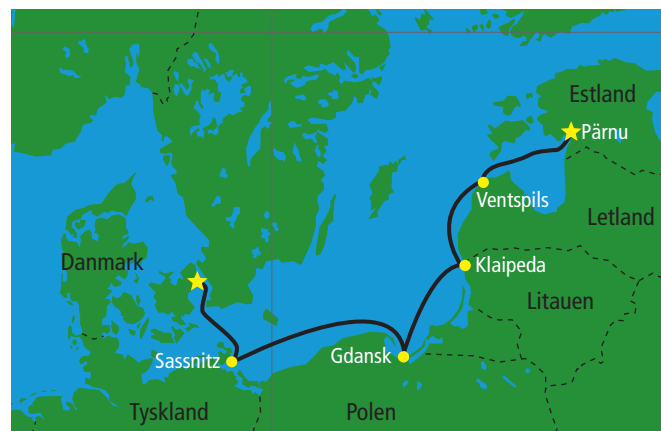 Estland
Pärnu
Ventspils
Letland
Danmark
Klaipeda
Litauen
Sassnitz
Gdansk
Tyskland
Polen